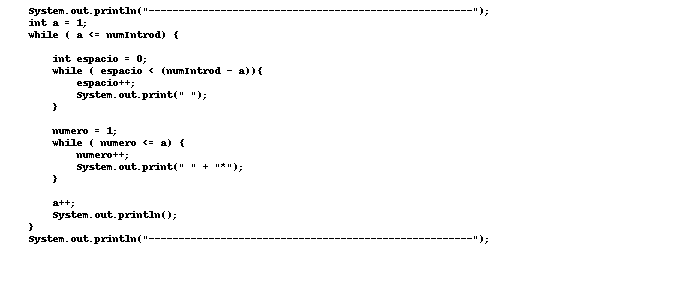 System.out.println("------------------------------------------------------");
int a = 1;
while ( a <= numIntrod) {
int espacio = 0;
while ( espacio < (numIntrod - a)){
espacio++;
System.out.print(" ");
}
numero = 1;
while ( numero <= a) {
numero++;
System.out.print(" " + "*");
}
a++;
System.out.println();
}
System.out.println("------------------------------------------------------");